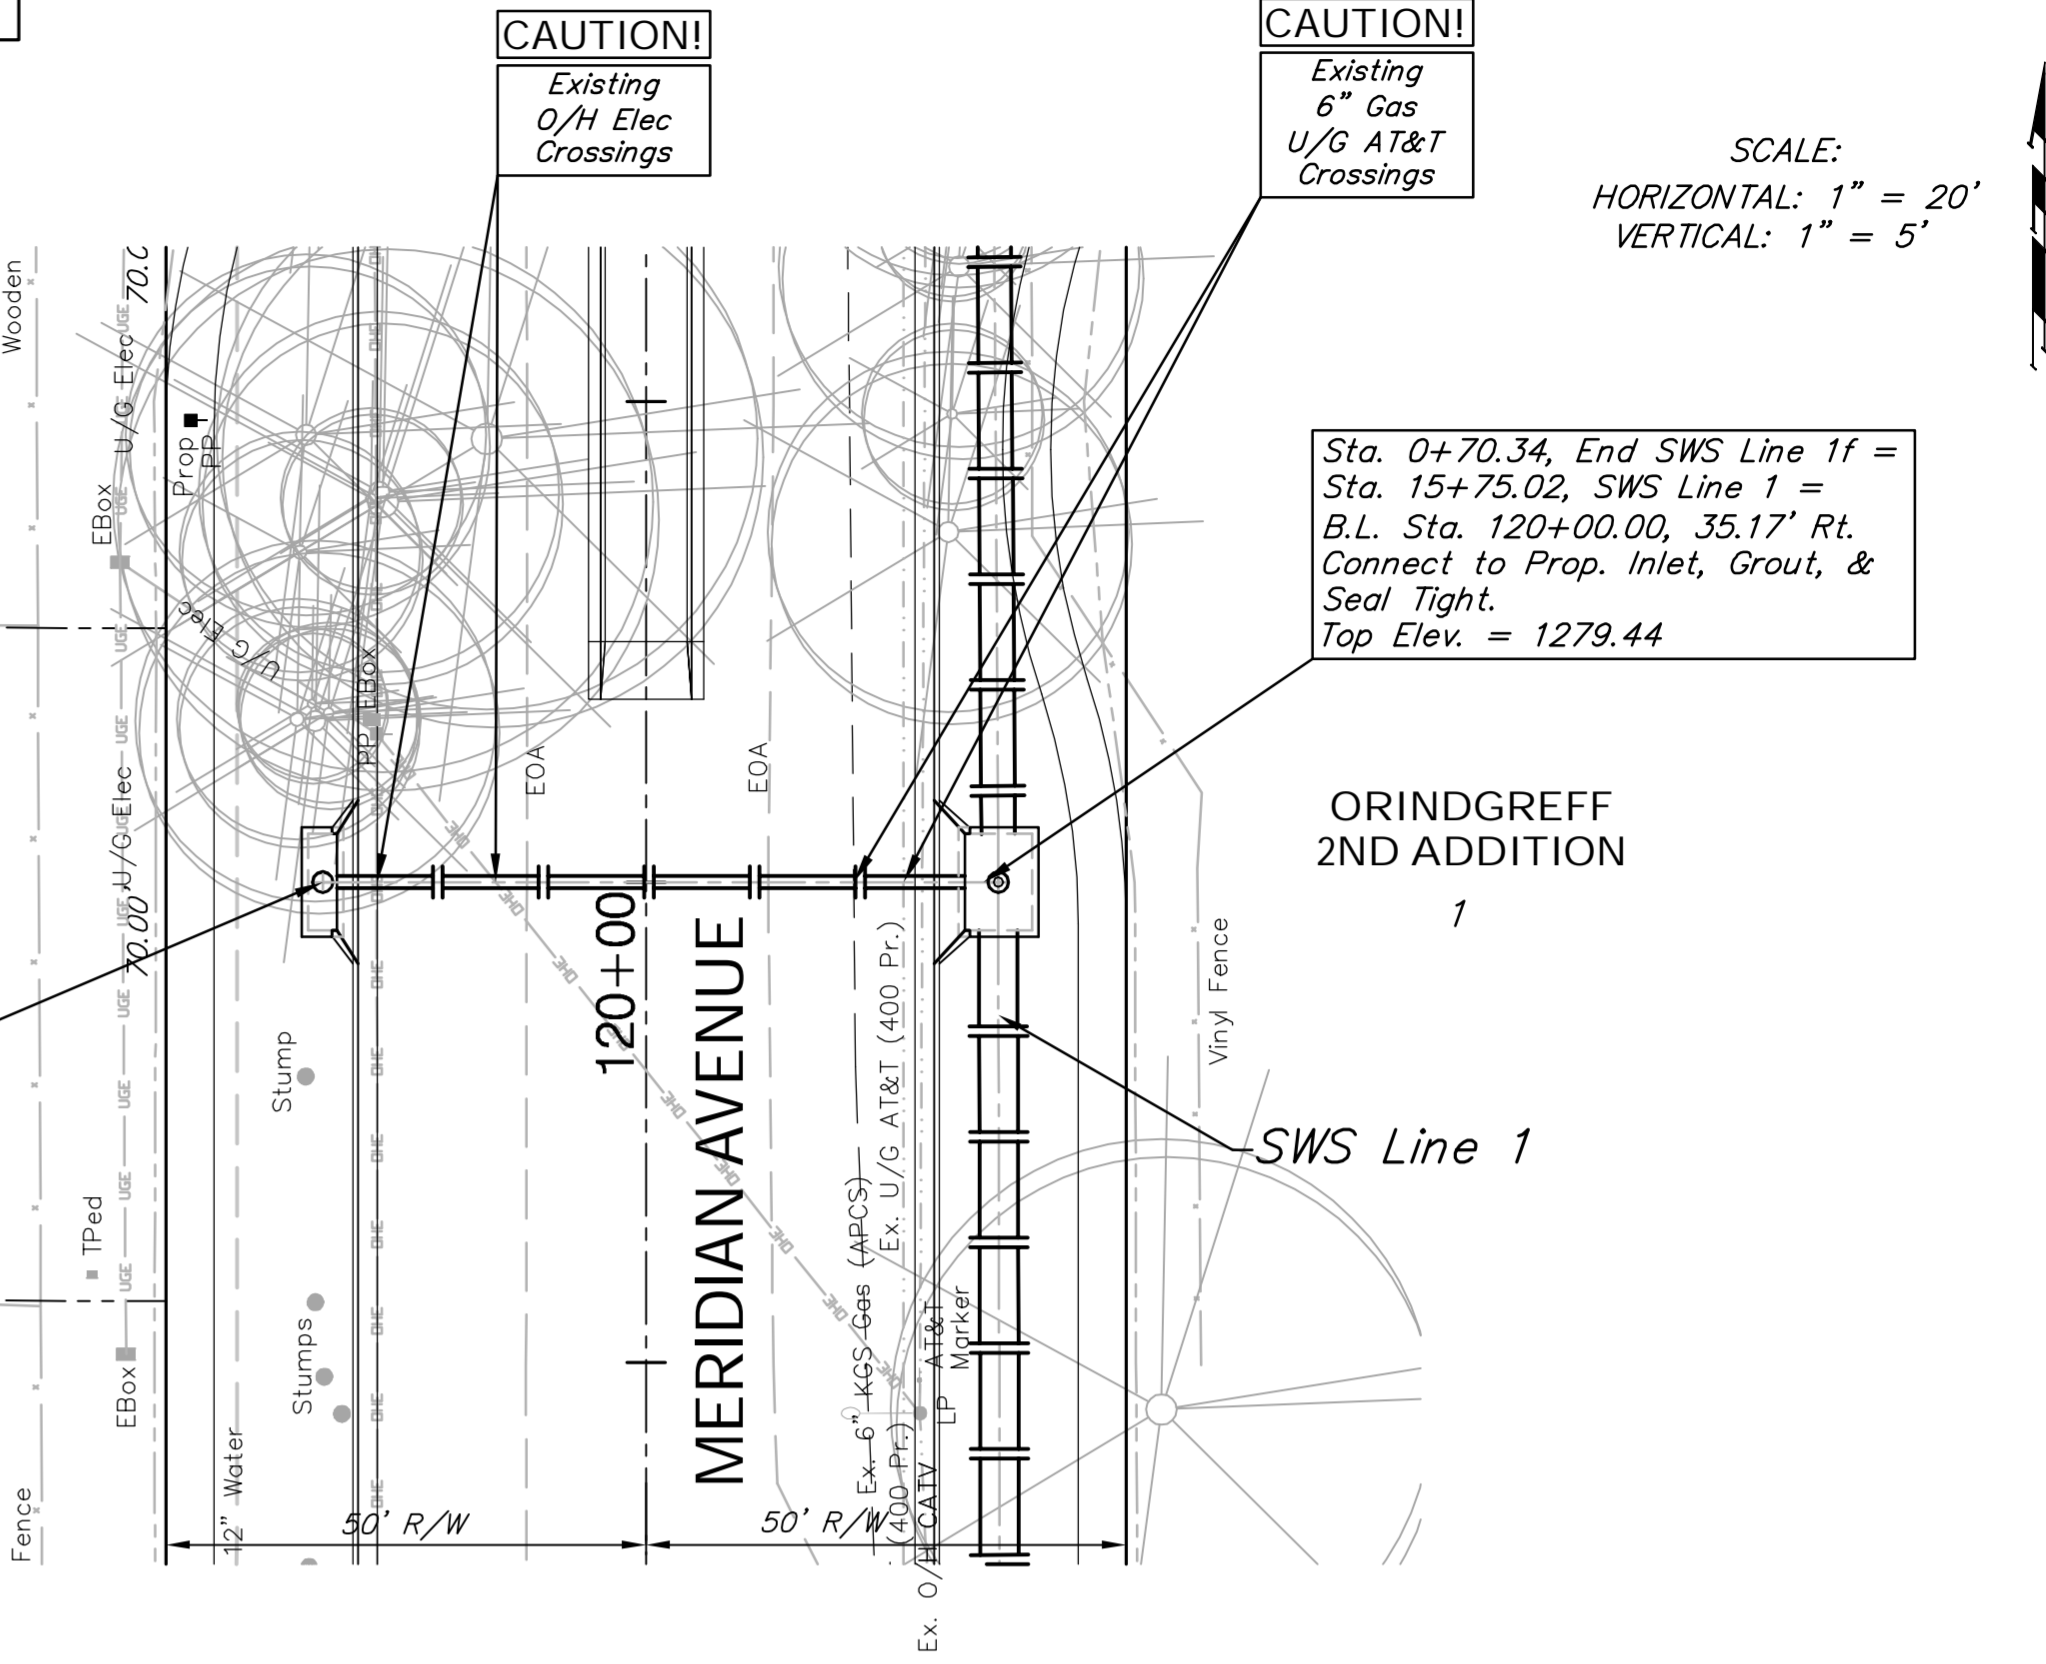 CAUTION!
Existing
O/H Elec
Crossings
CAUTION!
Existing
6" Gas
U/G AT&T
Crossings
SCALE:
HORIZONTAL: 1" = 20'
VERTICAL: 1" = 5'
Sta. 0+70.34, End SWS Line 1f =
Sta. 15+75.02, SWS Line 1 =
B.L. Sta. 120+00.00, 35.17' Rt.
Connect to Prop. Inlet, Grout, &
Seal Tight.
Top Elev. = 1279.44
ORINDGREFF
2ND ADDITION
1
SWS Line 1
Vinyl Fence
Wooden
Fence
U/G Elec
UGE
70.0
Prop
PP
EBox
U/G Elec
PP
EBox
OHE
EOA
EOA
U/G Elec
70.00'
120+00
MERIDIAN AVENUE
Stump
Stumps
TPed
EBox
12" Water
50' R/W
50' R/W
Ex. 6" KGS Gas (APCS)
Ex. U/G AT&T (400 Pr.)
(400 Pr.)
Ex. O/H CATV
LP
AT&T
Marker